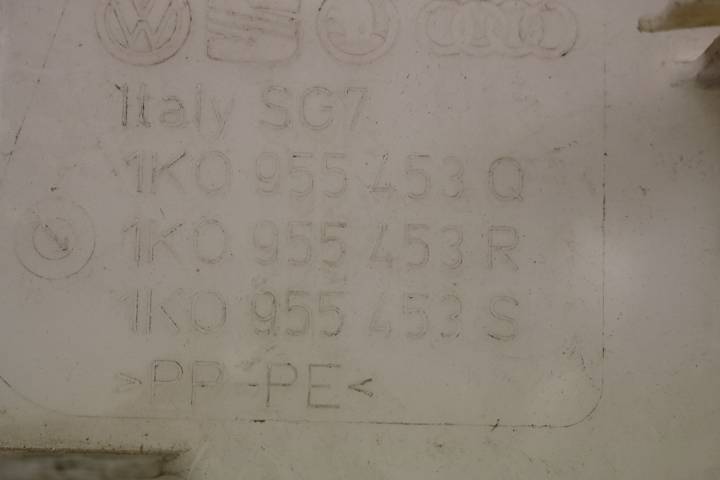 Italy SG7
1K0 955 453 Q
1K0 955 453 R
1K0 955 453 S
>PP-PE<